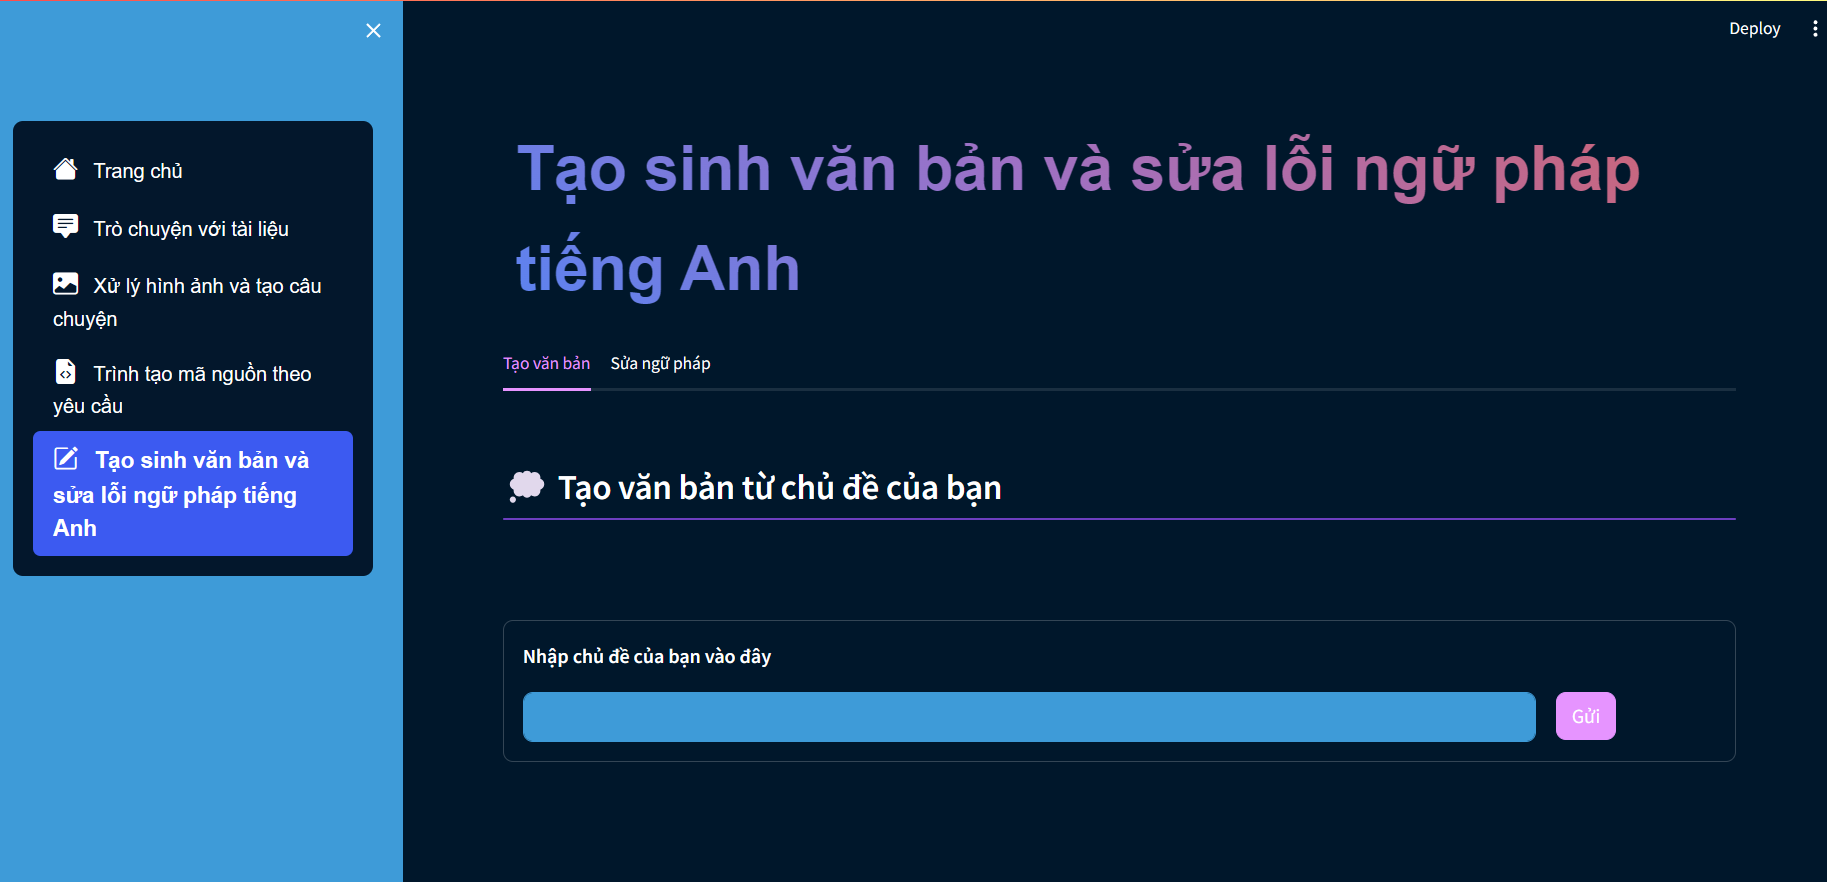 Deploy
Trang chủ
Trò chuyện với tài liệu
Xử lý hình ảnh và tạo câu
chuyện
Trình tạo mã nguồn theo
yêu cầu
Tạo sinh văn bản và
sửa lỗi ngữ pháp tiếng
Anh
Tạo sinh văn bản và sửa lỗi ngữ pháp
tiếng Anh
Tạo văn bản Sửa ngữ pháp
Tạo văn bản từ chủ đề của bạn
Nhập chủ đề của bạn vào đây
Gửi